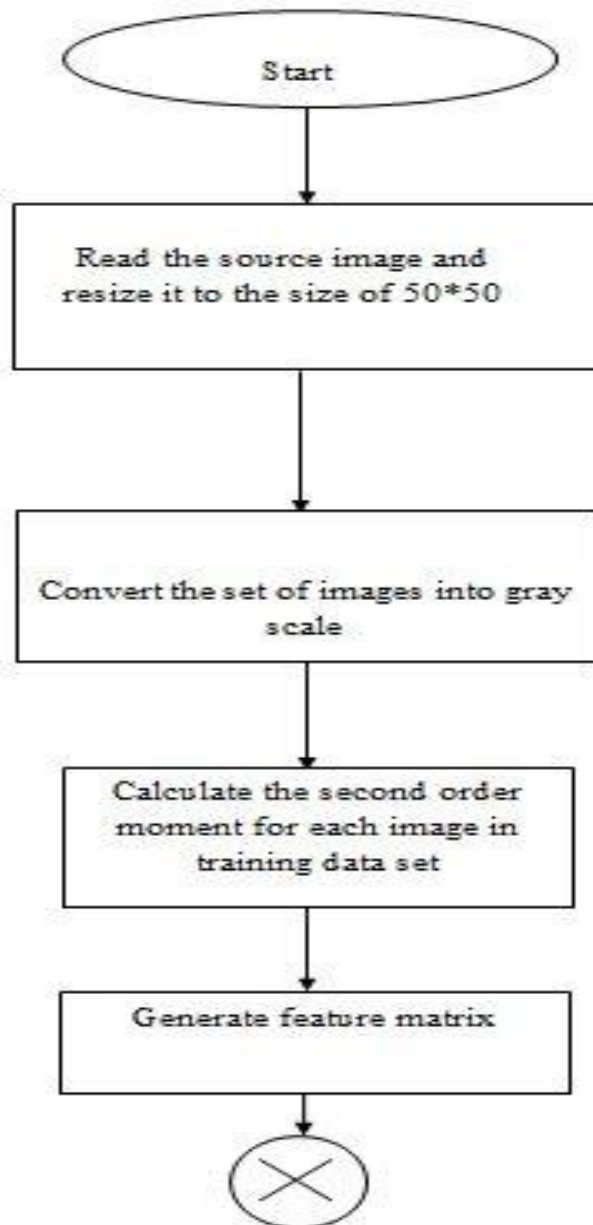 Start
Read the source image and
resize it to the size of 50*50
Convert the set of images into gray
scale
Calculate the second order
moment for each image in
training data set
Generate feature matrix